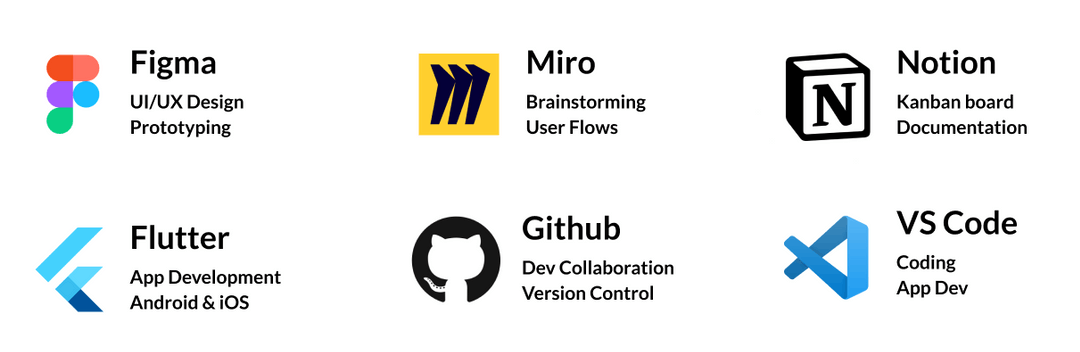 Figma
UI/UX Design
Prototyping
Miro
Brainstorming
User Flows
N
Notion
Kanban board
Documentation
Flutter
App Development
Android & iOS
Github
Dev Collaboration
Version Control
VS Code
Coding
App Dev